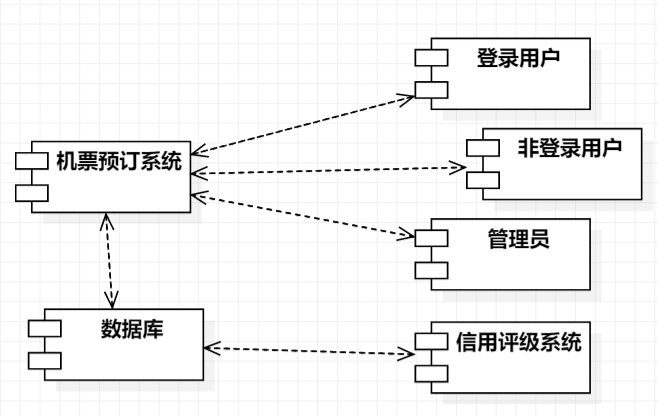 登录用户
非登录用户
机票预订系统
管理员
数据库
信用评级系统